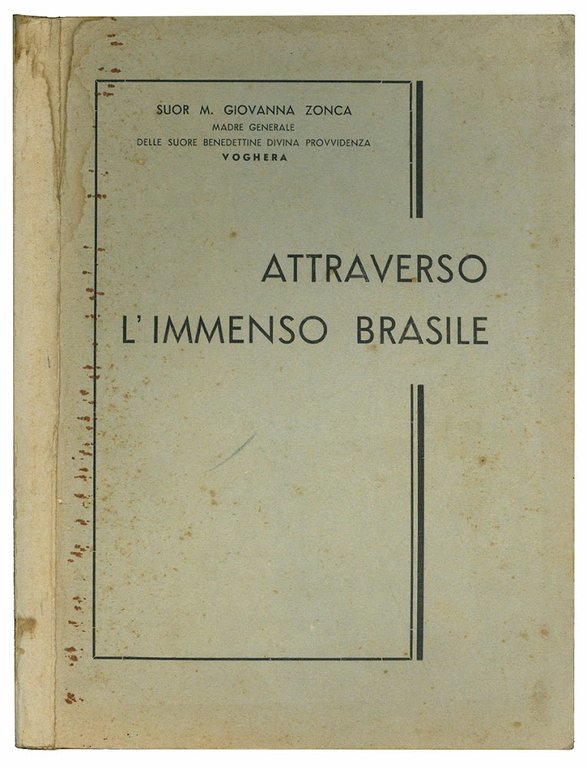 SUOR M. GIOVANNA ZONCA
MADRE GENERALE
DELLE SUORE BENEDETTINE DIVINA PROVVIDENZA
VOGHERA
ATTRAVERSO
L'IMMENSO BRASILE